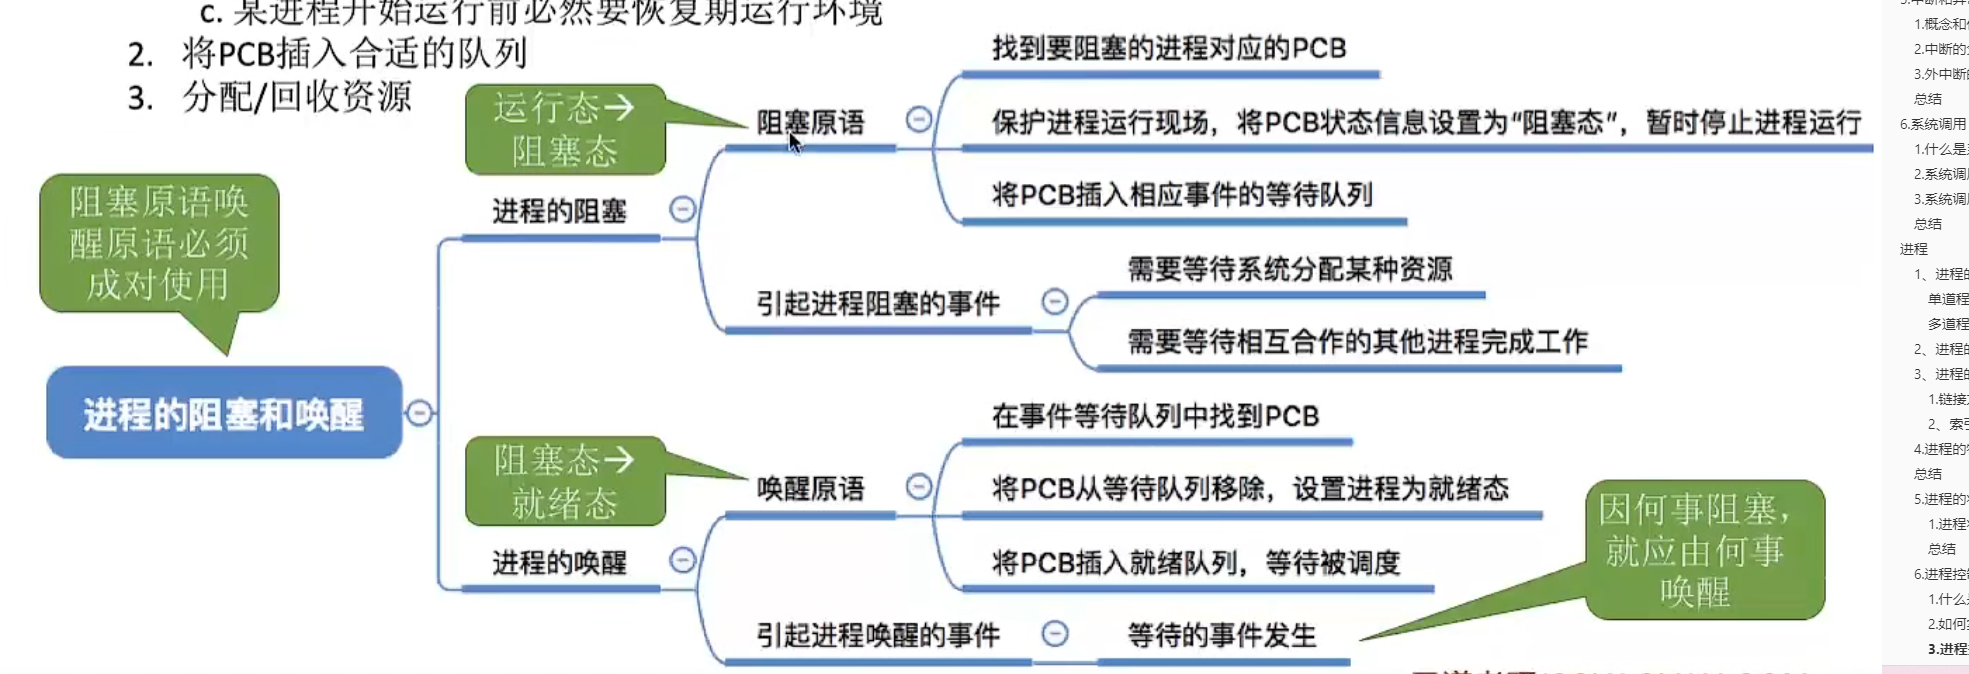 c. 某进程开始运行前必然要恢复期运行环境
2. 将PCB插入合适的队列
3. 分配/回收资源
运行态→
阻塞态
阻塞原语
找到要阻塞的进程对应的PCB
保护进程运行现场，将PCB状态信息设置为“阻塞态”，暂时停止进程运行
将PCB插入相应事件的等待队列
进程的阻塞
引起进程阻塞的事件
需要等待系统分配某种资源
需要等待相互合作的其他进程完成工作
阻塞原语唤
醒原语必须
成对使用
进程的阻塞和唤醒
阻塞态→
就绪态
唤醒原语
在事件等待队列中找到PCB
将PCB从等待队列移除，设置进程为就绪态
将PCB插入就绪队列，等待被调度
进程的唤醒
引起进程唤醒的事件
等待的事件发生
因何事阻塞，
就应由何事
唤醒
1.概念和
2.中断的
3.外中断
总结
6.系统调用
1.什么是
2.系统调
3.系统调
总结
进程
1、进程的
单道程
多道程
2、进程的
3、进程的
1.链接
2、索
4.进程的
总结
5.进程的
1.进程
总结
6.进程控
1.什么
2.如何
3.进程